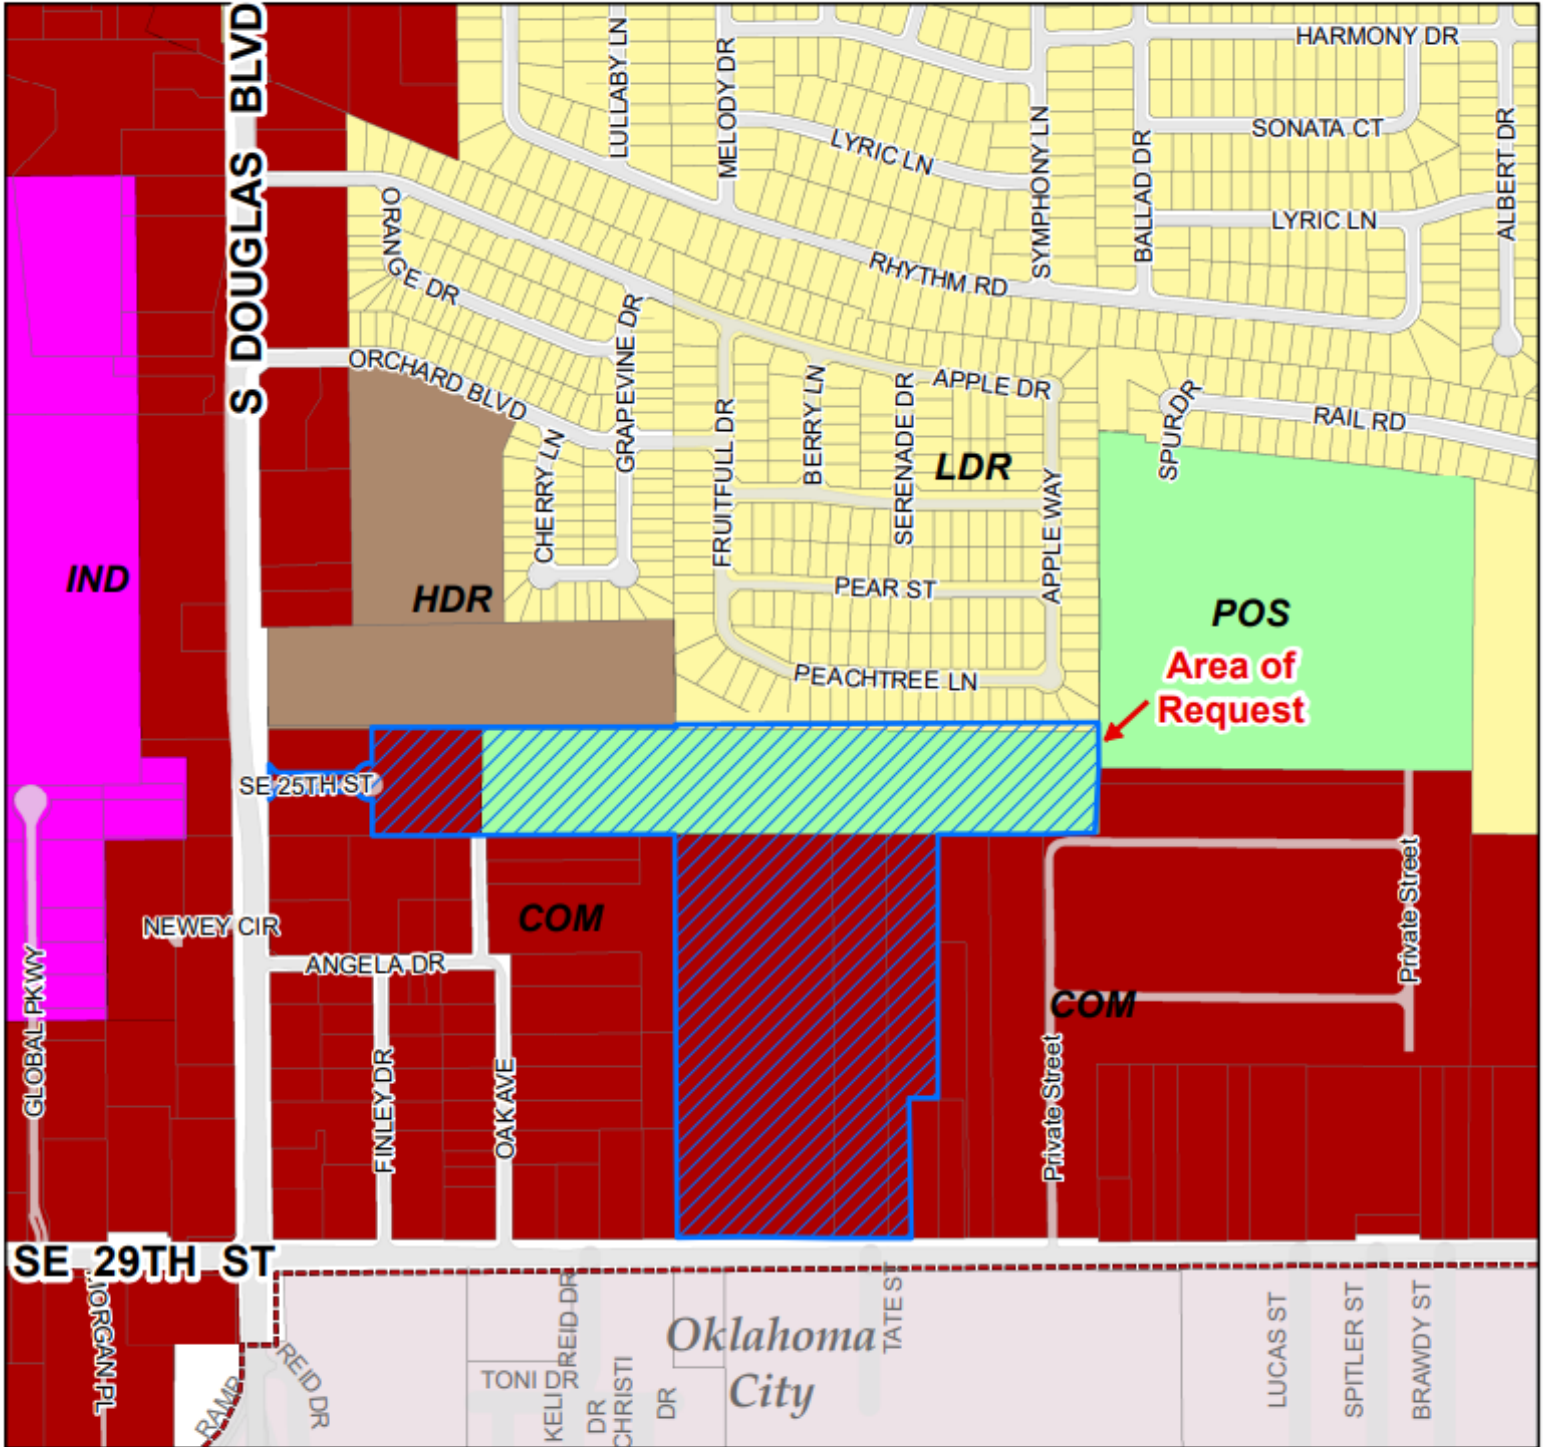 HARMONY DR
S DOUGLAS BLVD
LULLABY LN
MELODY DR
LYRIC LN
SYMPHONY LN
BALLAD DR
SONATA CT
ALBERT DR
LYRIC LN
ORANGE DR
RHYTHM RD
GRAPEVINE DR
ORCHARD BLVD
APPLE DR
BERRY LN
SERENADE DR
SPUR DR
RAIL RD
FRUITFULL DR
CHERRY LN
LDR
APPLE WAY
IND
HDR
PEAR ST
POS
PEACHTREE LN
Area of
Request
SE 25TH ST
NEWEY CIR
COM
Private Street
ANGELA DR
GLOBAL PKWY
COM
FINLEY DR
OAK AVE
Private Street
SE 29TH ST
MORGAN PL
REID DR
REID DR
TATE ST
Oklahoma
City
TONI DR
KELI DR
CHRISTI DR
RAMP
LUCAS ST
SPITLER ST
BRAWDY ST